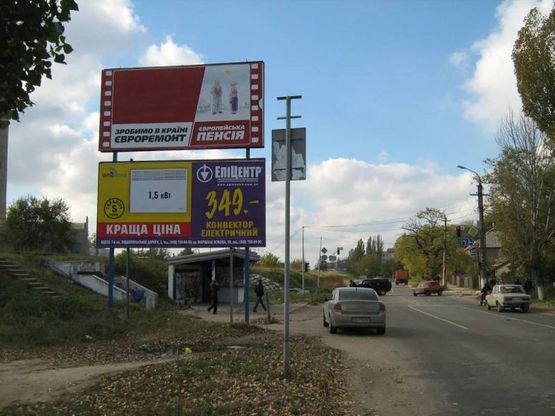 ЗРОБИМО В КРАЇНІ
ЄВРОРЕМОНТ
ЄВРОПЕЙСЬКА
ПЕНСІЯ
1,5 кВт
S
КРАЩА ЦІНА
ЕПІЦЕНТР
349.-
КОНВЕКТОР
ЕЛЕКТРИЧНИЙ